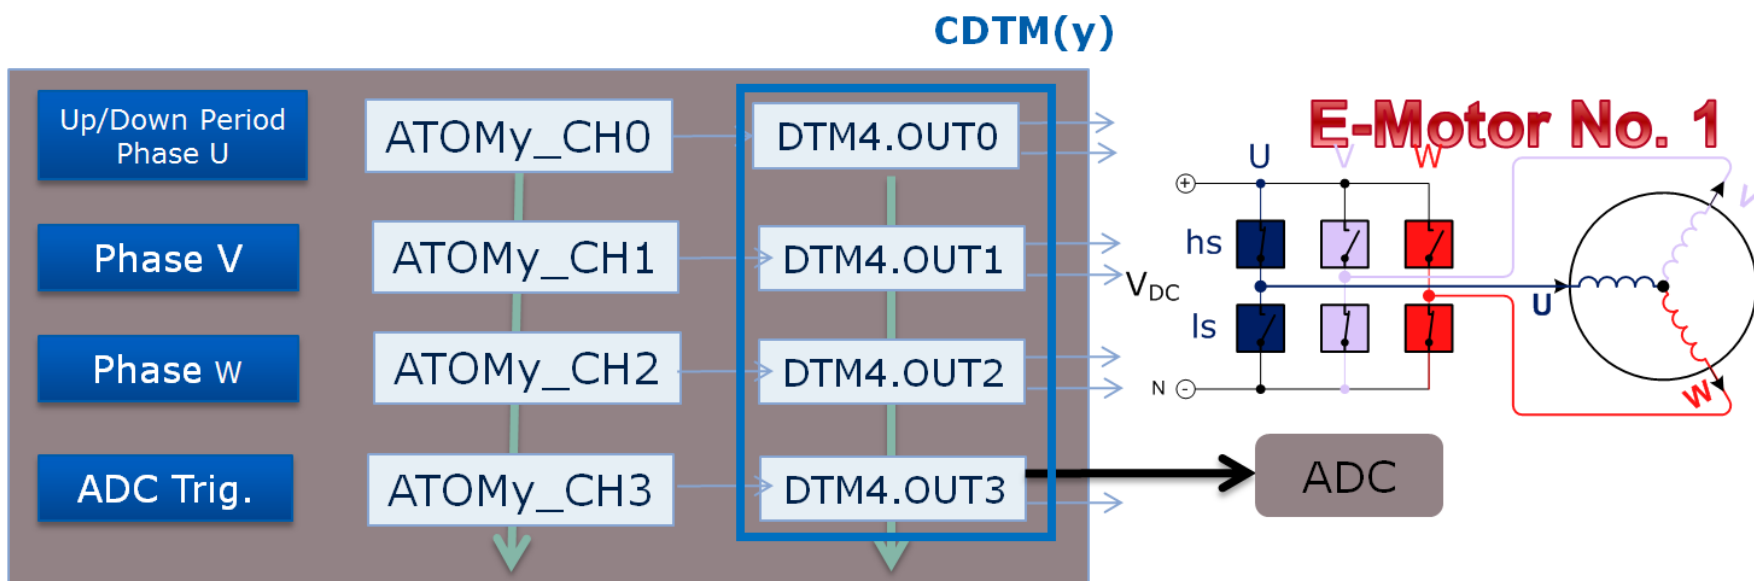 CDTM(y)
Up/Down Period
Phase U
ATOMy_CH0
DTM4.OUT0
E-Motor No. 1
U
V
W
+
Phase V
ATOMy_CH1
DTM4.OUT1
hs
V
VDC
U
Phase W
ATOMy_CH2
DTM4.OUT2
ls
N
-
W
ADC Trig.
ATOMy_CH3
DTM4.OUT3
ADC